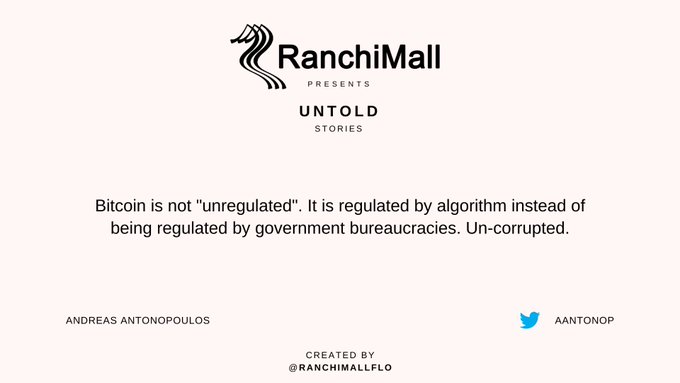 RanchiMall
PRESENTS
UNTOLD
STORIES
Bitcoin is not "unregulated". It is regulated by algorithm instead of
being regulated by government bureaucracies. Un-corrupted.
ANDREAS ANTONOPOULOS
AANTONOP
CREATED BY
@RANCHIMALLFLO